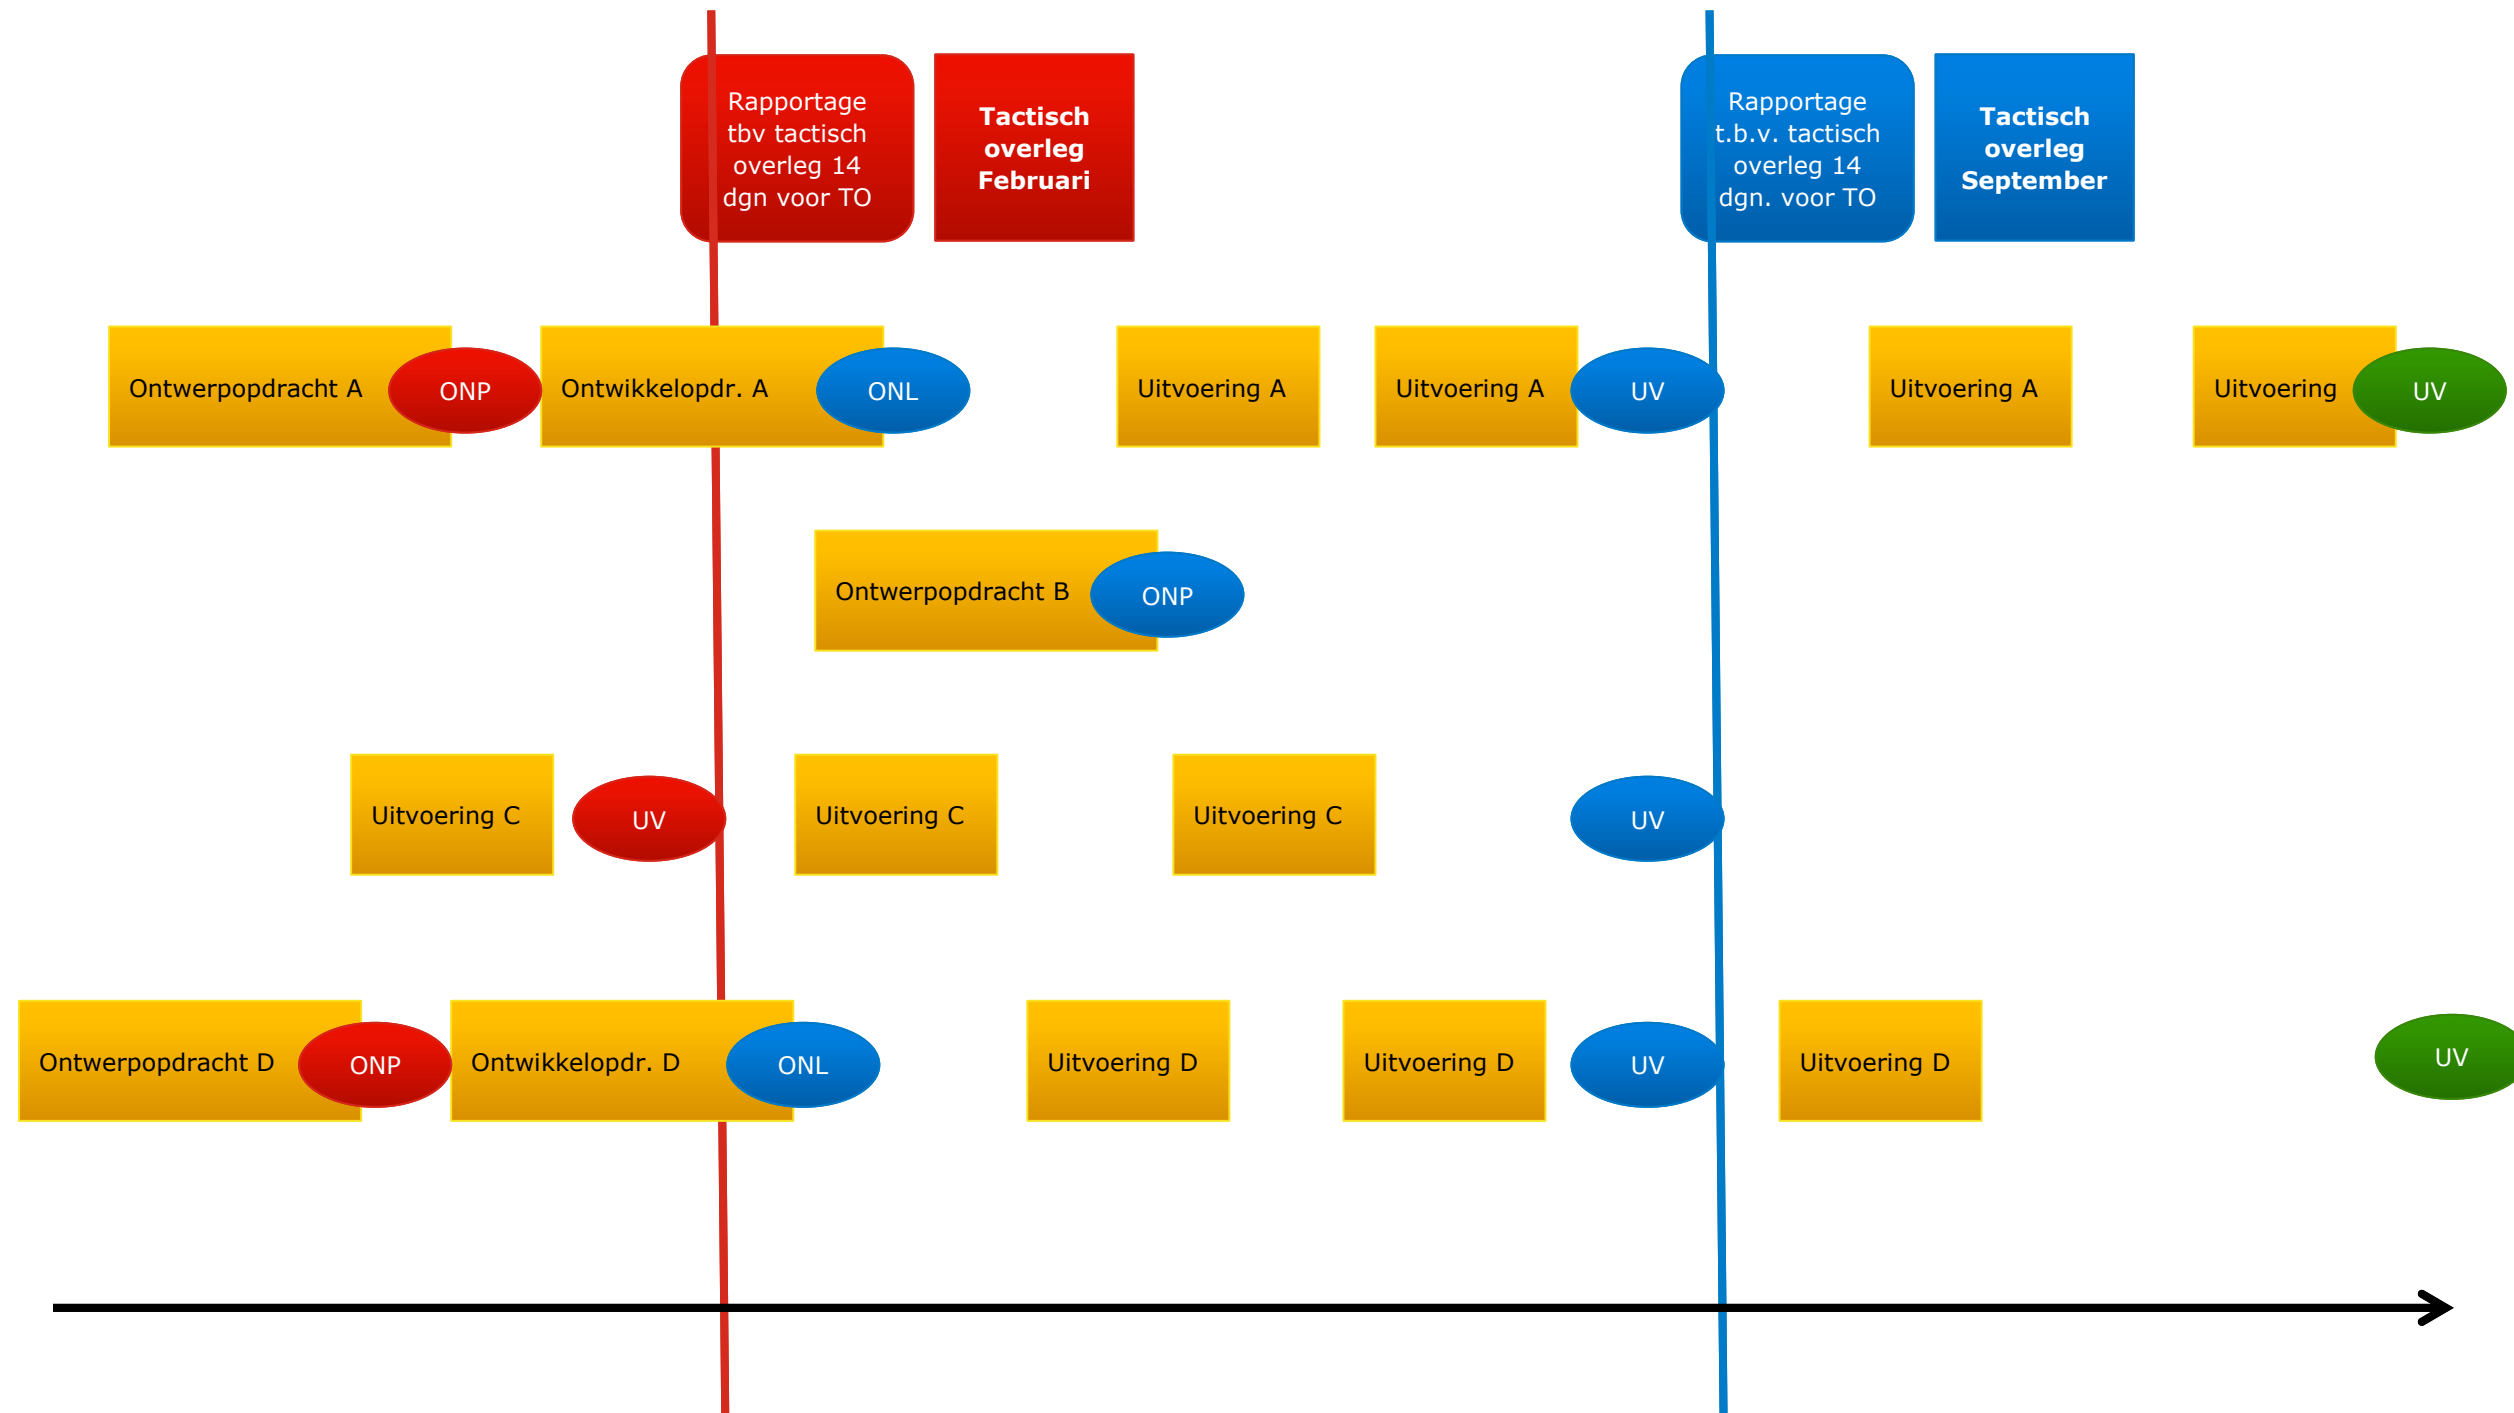 Rapportage
tbv tactisch
overleg 14
dgn voor TO
Tactisch
overleg
Februari
Rapportage
t.b.v. tactisch
overleg 14
dgn. voor TO
Tactisch
overleg
September
Ontwerpopdracht A
ONP
Ontwikkelopdr. A
ONL
Uitvoering A
Uitvoering A
UV
Uitvoering A
Uitvoering
UV
Ontwerpopdracht B
ONP
Uitvoering C
UV
Uitvoering C
Uitvoering C
UV
Ontwerpopdracht D
ONP
Ontwikkelopdr. D
ONL
Uitvoering D
Uitvoering D
UV
Uitvoering D
UV